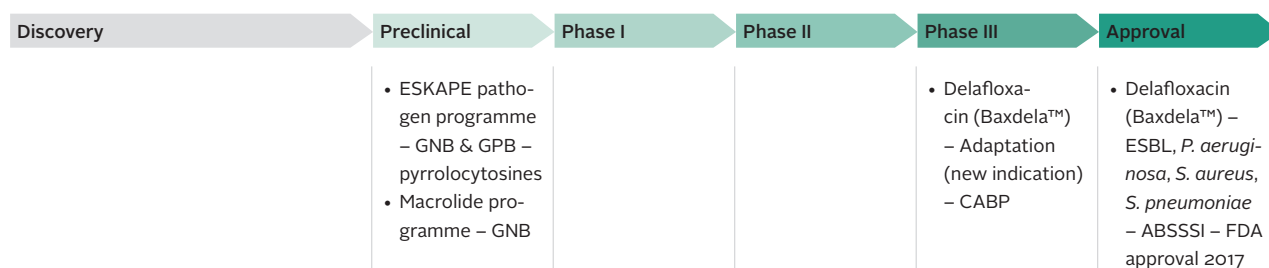 Discovery
Preclinical
Phase I
Phase II
Phase III
Approval
• ESKAPE patho-
gen programme
– GNB & GPB –
pyrrolocytosines
• Macrolide pro-
gramme – GNB
• Delafloxa-
cin (Baxdela™)
– Adaptation
(new indication)
– CABP
• Delafloxacin
(Baxdela™) –
ESBL, P. aerugi-
nosa, S. aureus,
S. pneumoniae
– ABSSSI – FDA
approval 2017